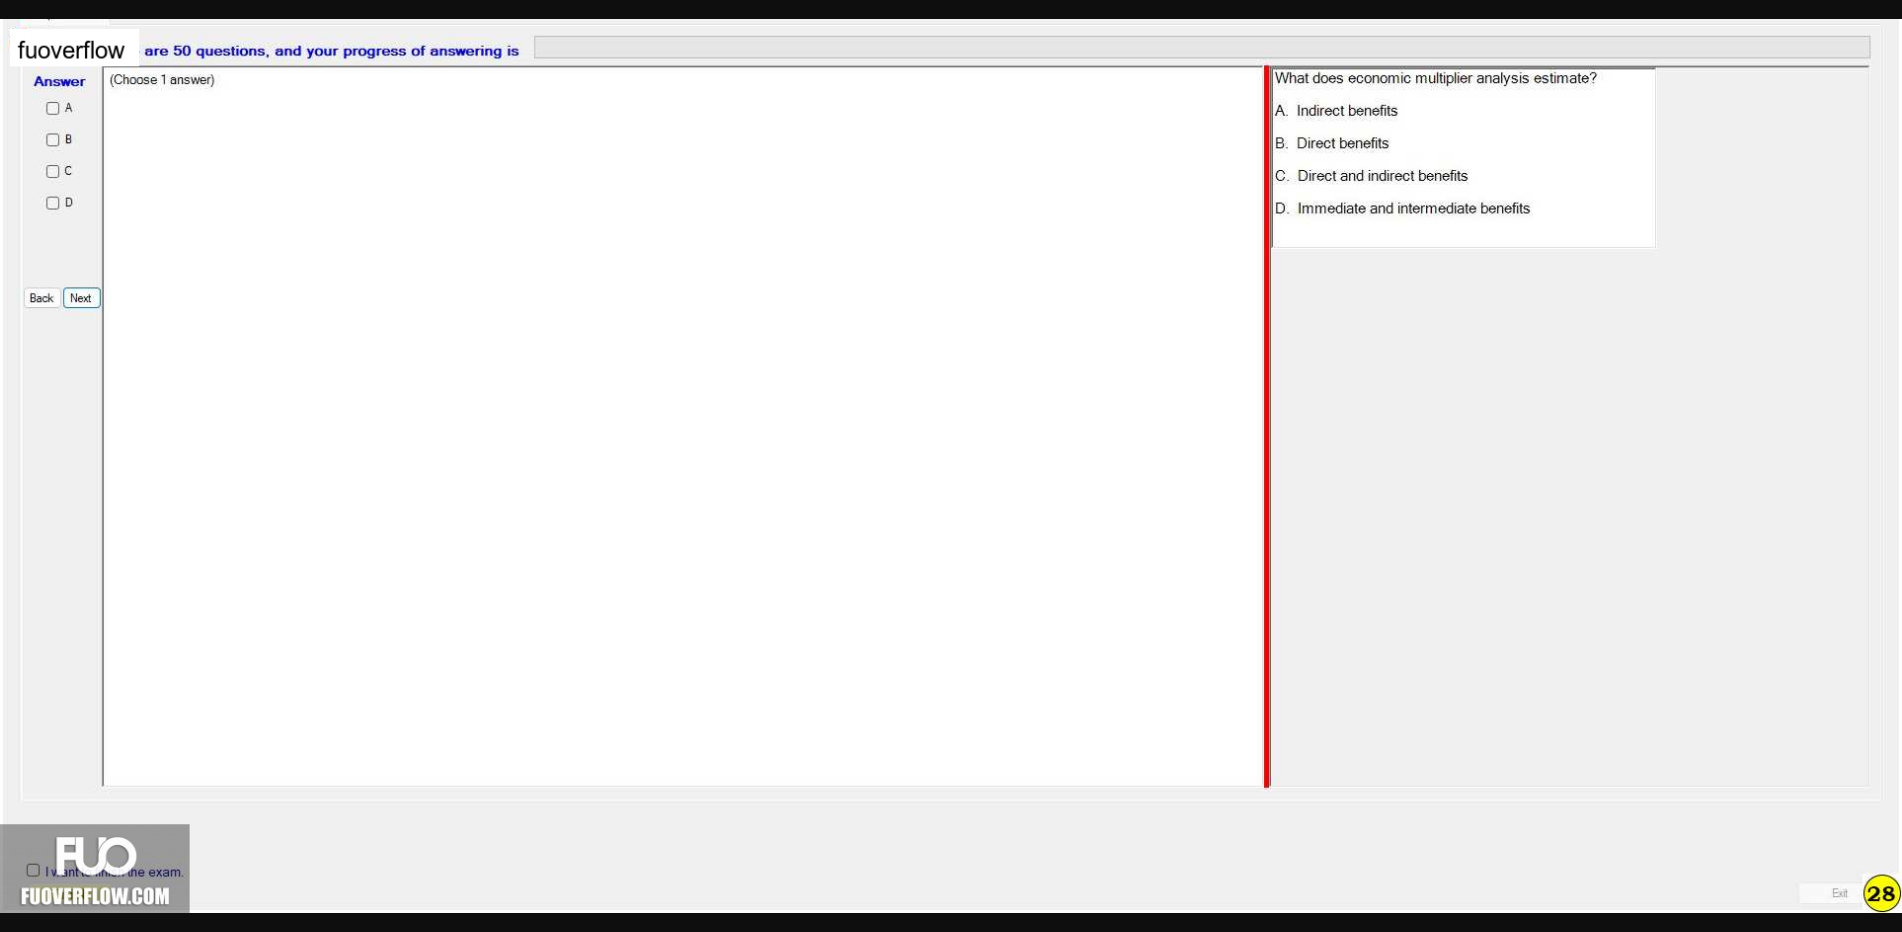 fuoverflow are 50 questions, and your progress of answering is
Answer
(Choose 1 answer)
A
B
C
D
Back Next
What does economic multiplier analysis estimate?
A. Indirect benefits
B. Direct benefits
C. Direct and indirect benefits
D. Immediate and intermediate benefits
FUO
the exam.
FUOVERFLOW.COM
Exit
28